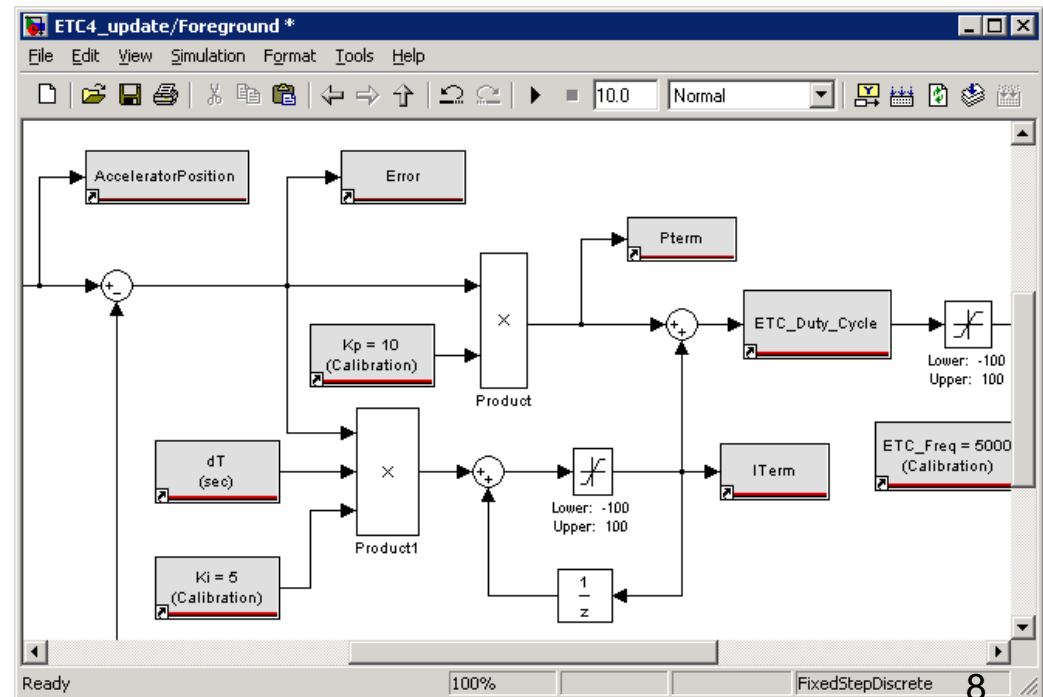 ETC4_update/Foreground *
File Edit View Simulation Format Tools Help
10.0 Normal
AcceleratorPosition
Error
Pterm
+
-
Kp = 10
(Calibration)
×
Product
+
+
ETC_Duty_Cycle
Lower: -100
Upper: 100
dT
(sec)
×
Product1
Ki = 5
(Calibration)
+
+
Lower: -100
Upper: 100
ITerm
ETC_Freq = 5000
(Calibration)
1
z
Ready 100% FixedStepDiscrete 8